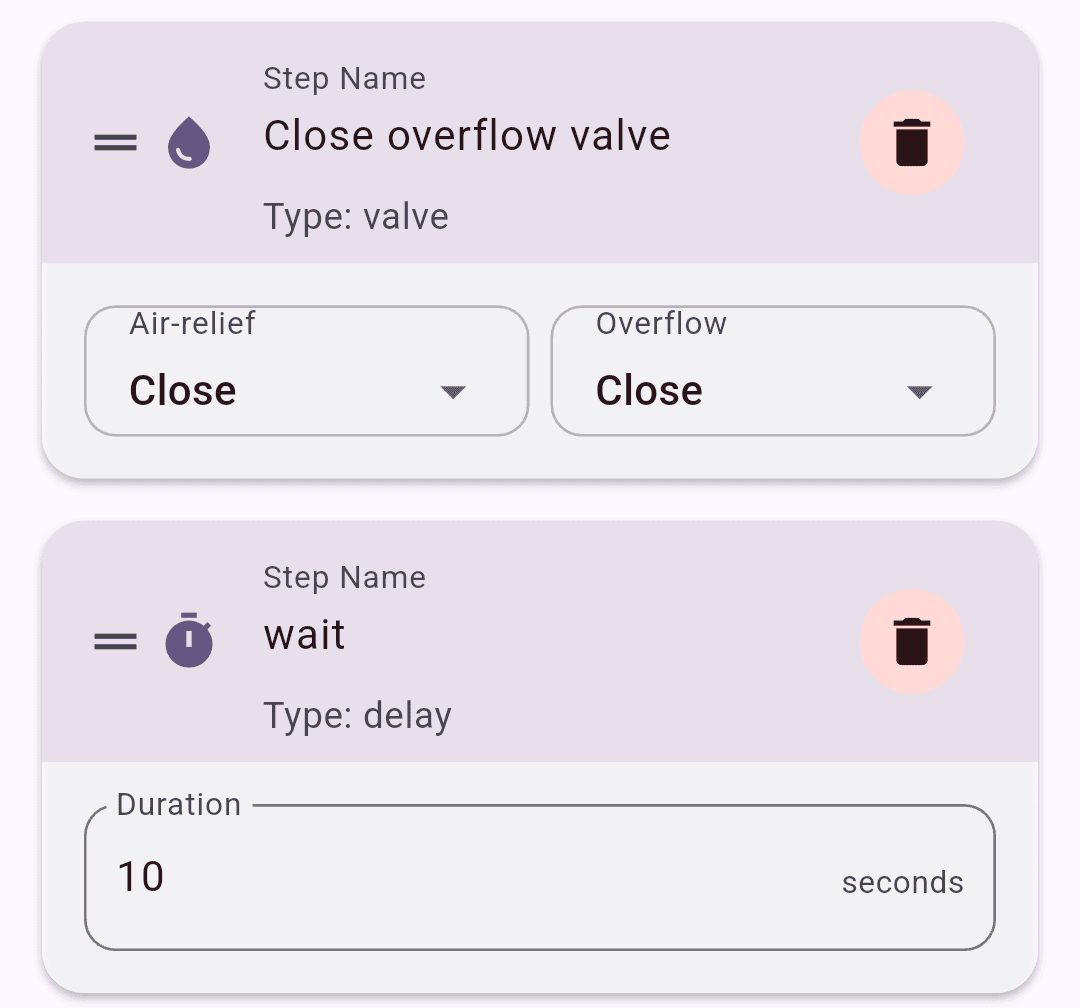 Step Name
Close overflow valve
Type: valve
Air-relief
Overflow
Close
Close
Step Name
wait
Type: delay
Duration
10
seconds